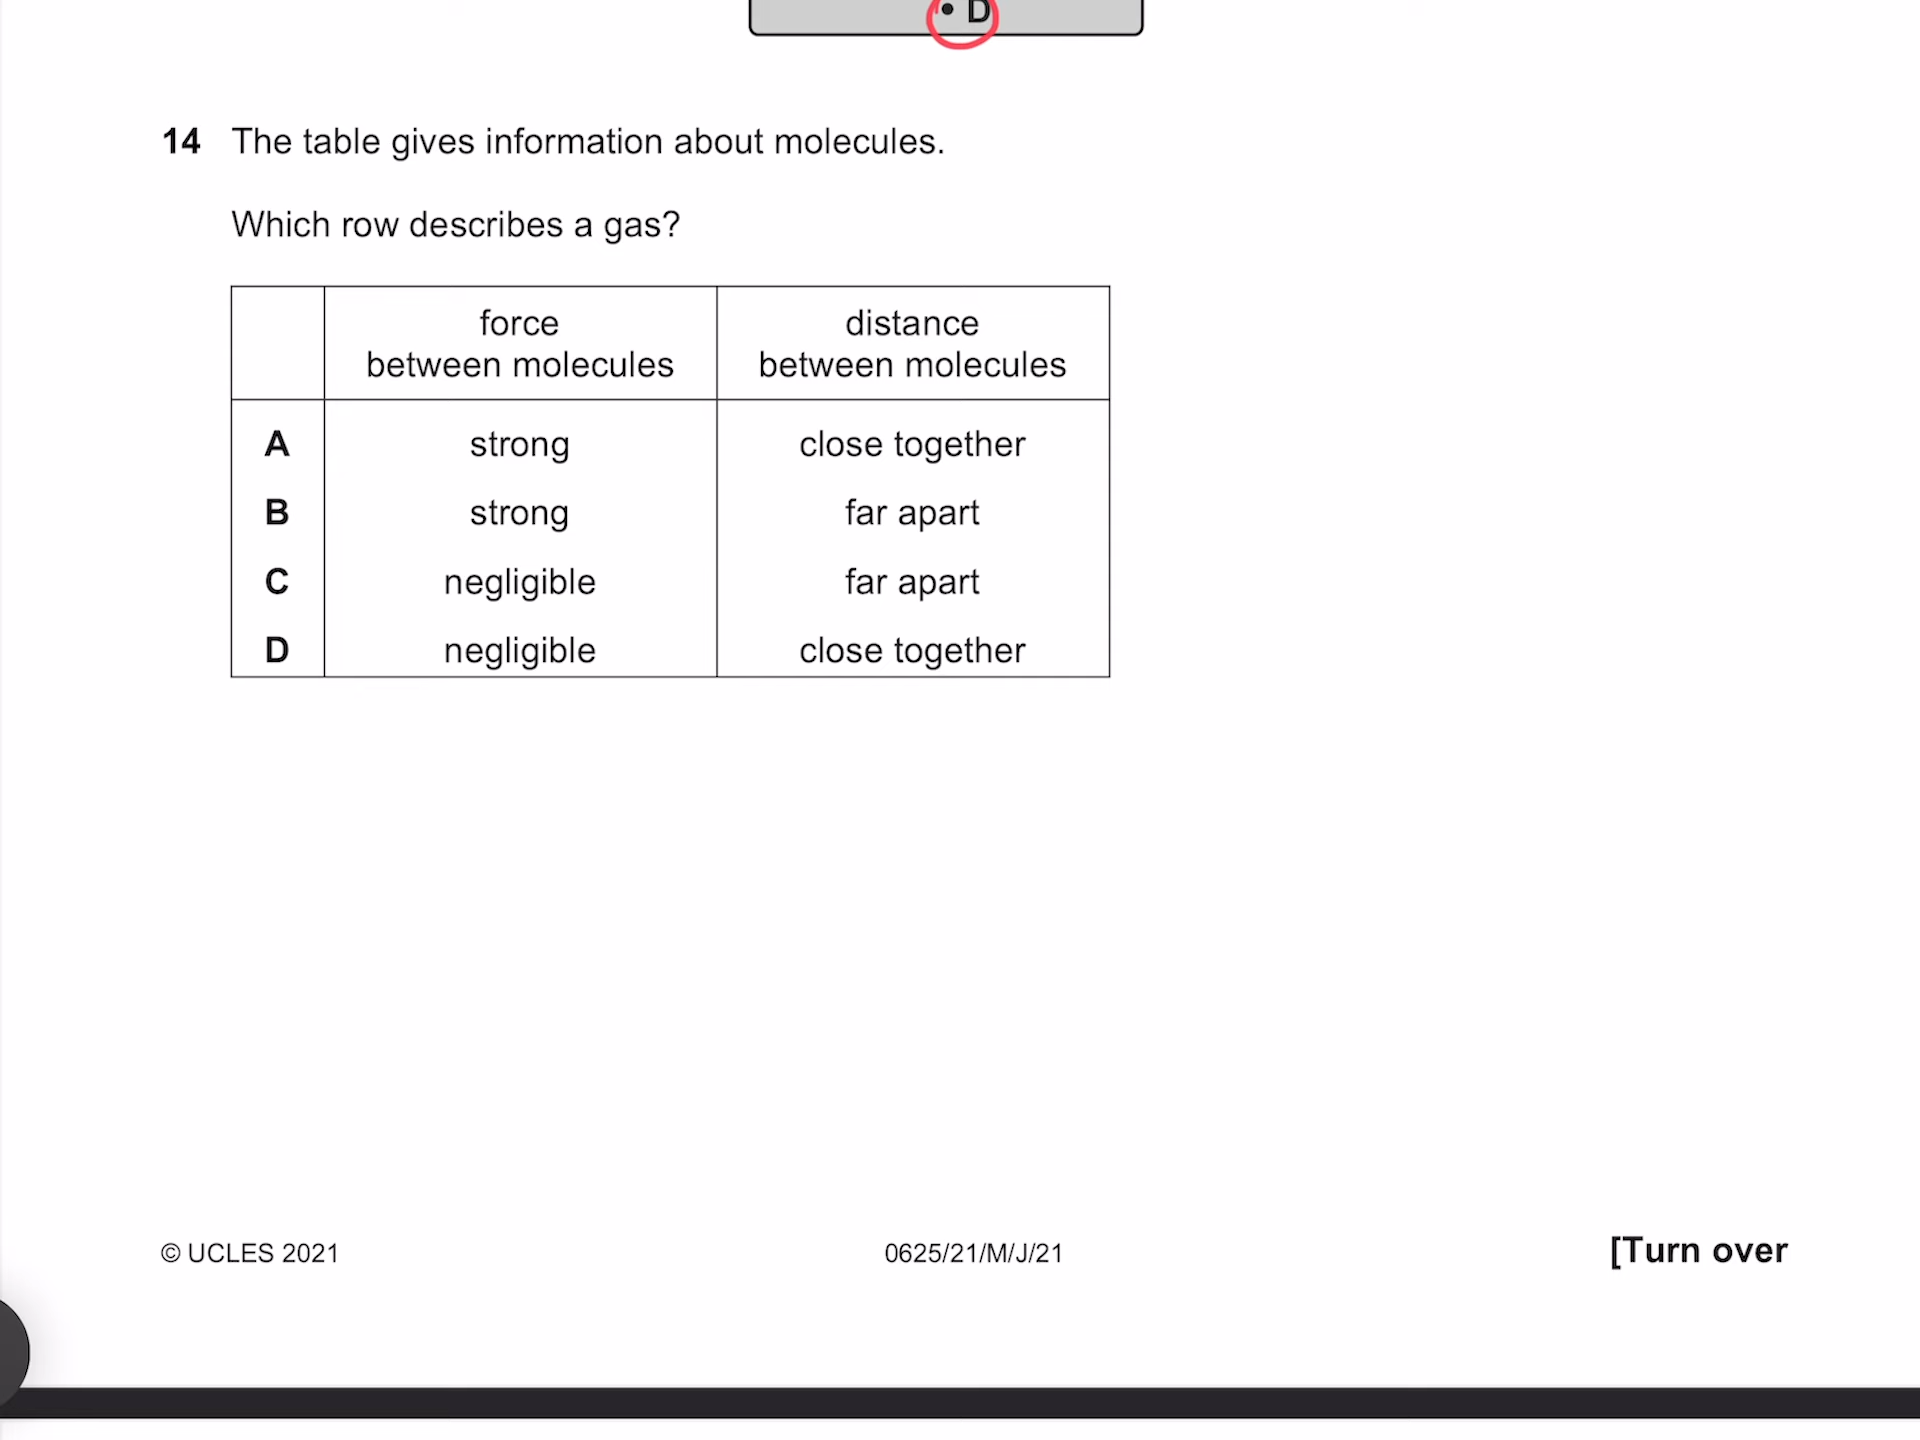 • D
14 The table gives information about molecules.
Which row describes a gas?
force between molecules distance between molecules
A strong close together
B strong far apart
C negligible far apart
D negligible close together
© UCLES 2021 0625/21/M/J/21 [Turn over